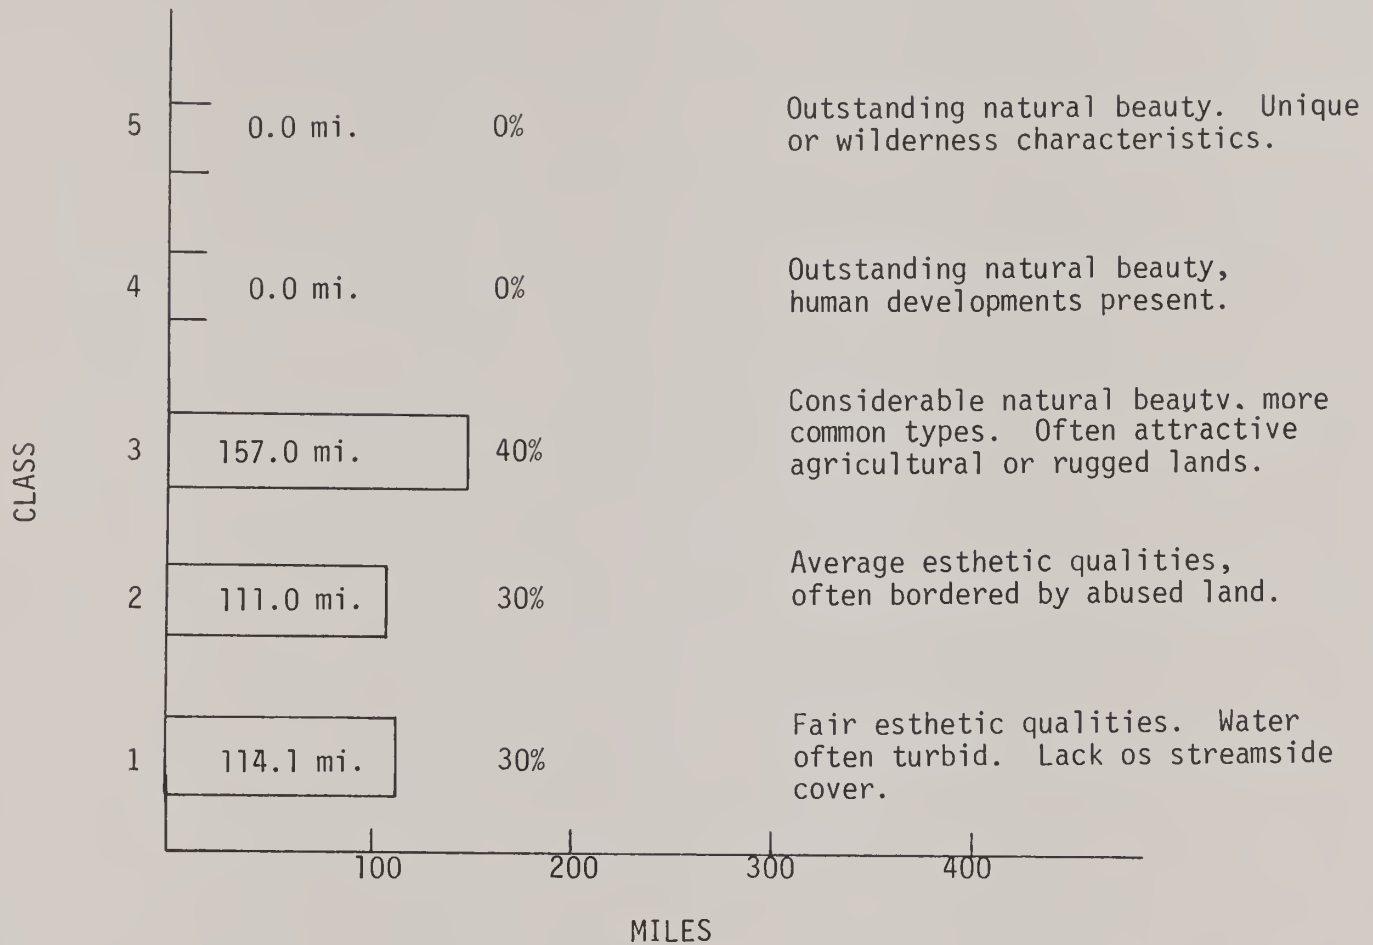 5 0.0 mi. 0% Outstanding natural beauty. Unique
or wilderness characteristics.
4 0.0 mi. 0% Outstanding natural beauty,
human developments present.
Considerable natural beautv. more
3 157.0 mi. 40% common types. Often attractive
agricultural or rugged lands.
CLASS
Average esthetic qualities,
2 111.0 mi. 30% often bordered by abused land.
Fair esthetic qualities. Water
1 114.1 mi. 30% often turbid. Lack os streamside
cover.
100 200 300 400
MILES